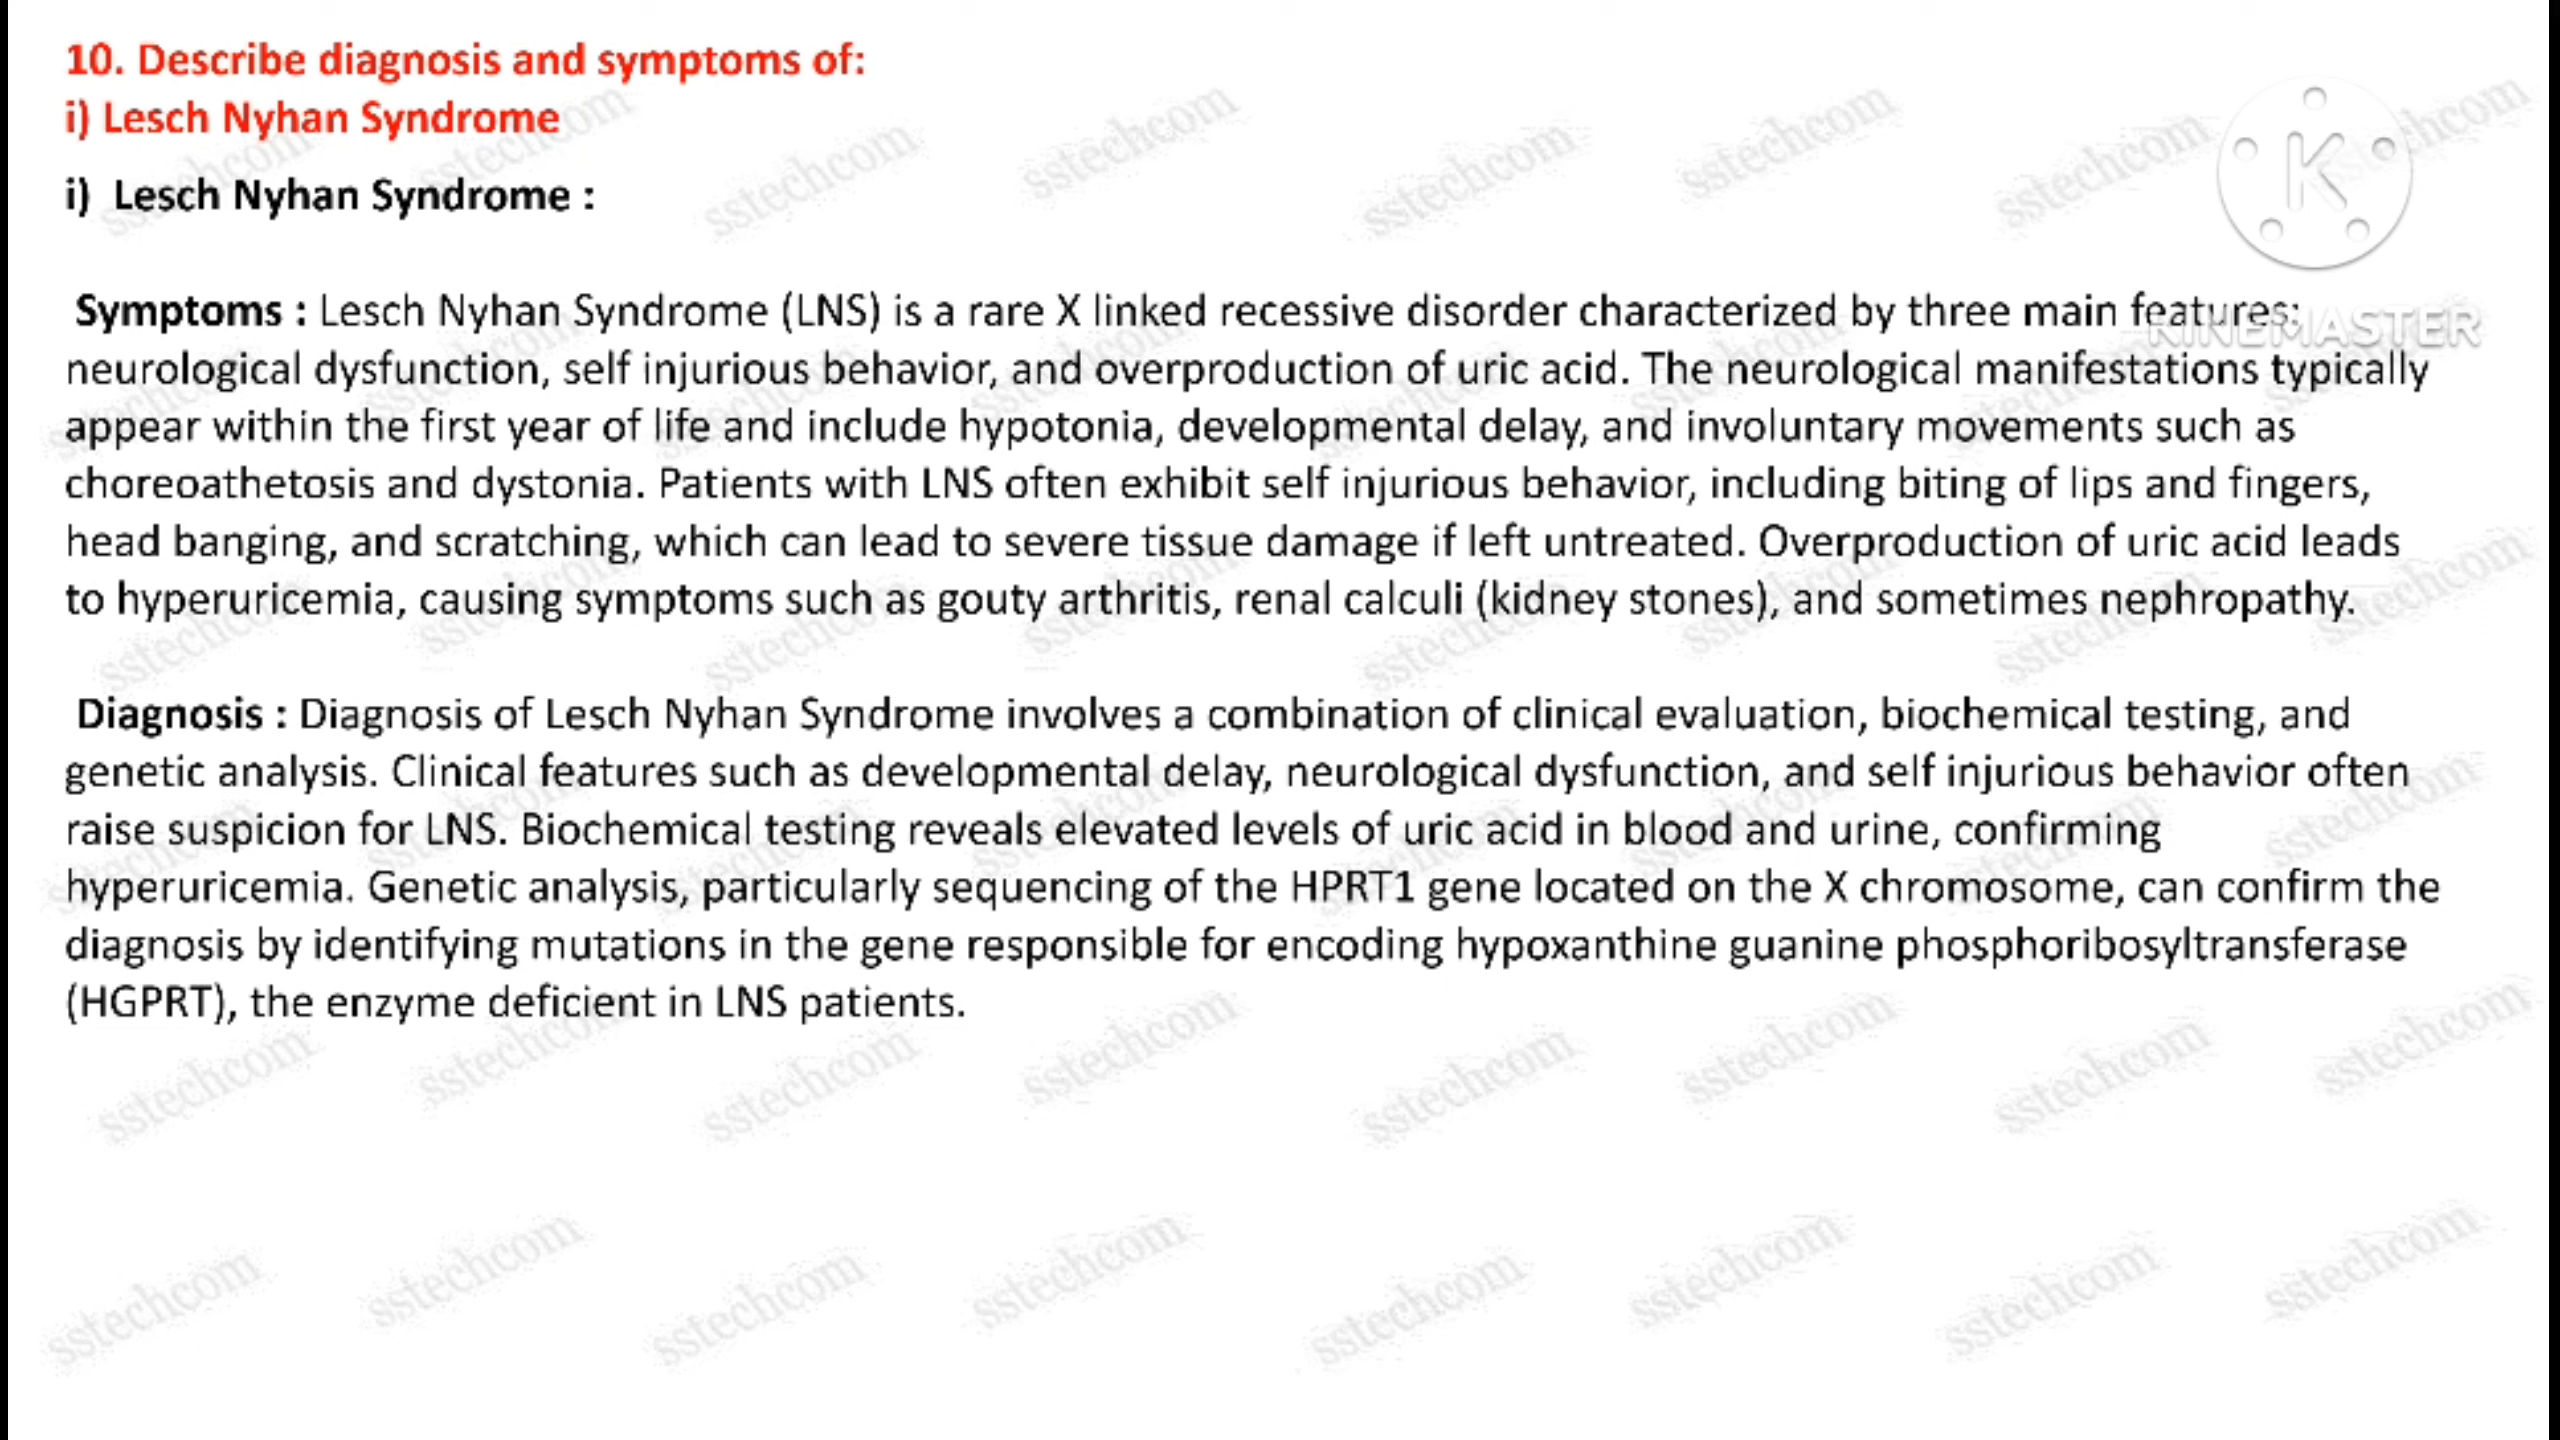 10. Describe diagnosis and symptoms of:
i) Lesch Nyhan Syndrome
i) Lesch Nyhan Syndrome :
Symptoms : Lesch Nyhan Syndrome (LNS) is a rare X linked recessive disorder characterized by three main features:
neurological dysfunction, self injurious behavior, and overproduction of uric acid. The neurological manifestations typically
appear within the first year of life and include hypotonia, developmental delay, and involuntary movements such as
choreoathetosis and dystonia. Patients with LNS often exhibit self injurious behavior, including biting of lips and fingers,
head banging, and scratching, which can lead to severe tissue damage if left untreated. Overproduction of uric acid leads
to hyperuricemia, causing symptoms such as gouty arthritis, renal calculi (kidney stones), and sometimes nephropathy.
Diagnosis : Diagnosis of Lesch Nyhan Syndrome involves a combination of clinical evaluation, biochemical testing, and
genetic analysis. Clinical features such as developmental delay, neurological dysfunction, and self injurious behavior often
raise suspicion for LNS. Biochemical testing reveals elevated levels of uric acid in blood and urine, confirming
hyperuricemia. Genetic analysis, particularly sequencing of the HPRT1 gene located on the X chromosome, can confirm the
diagnosis by identifying mutations in the gene responsible for encoding hypoxanthine guanine phosphoribosyltransferase
(HGPRT), the enzyme deficient in LNS patients.
K
KINEMASTER
sstechcom